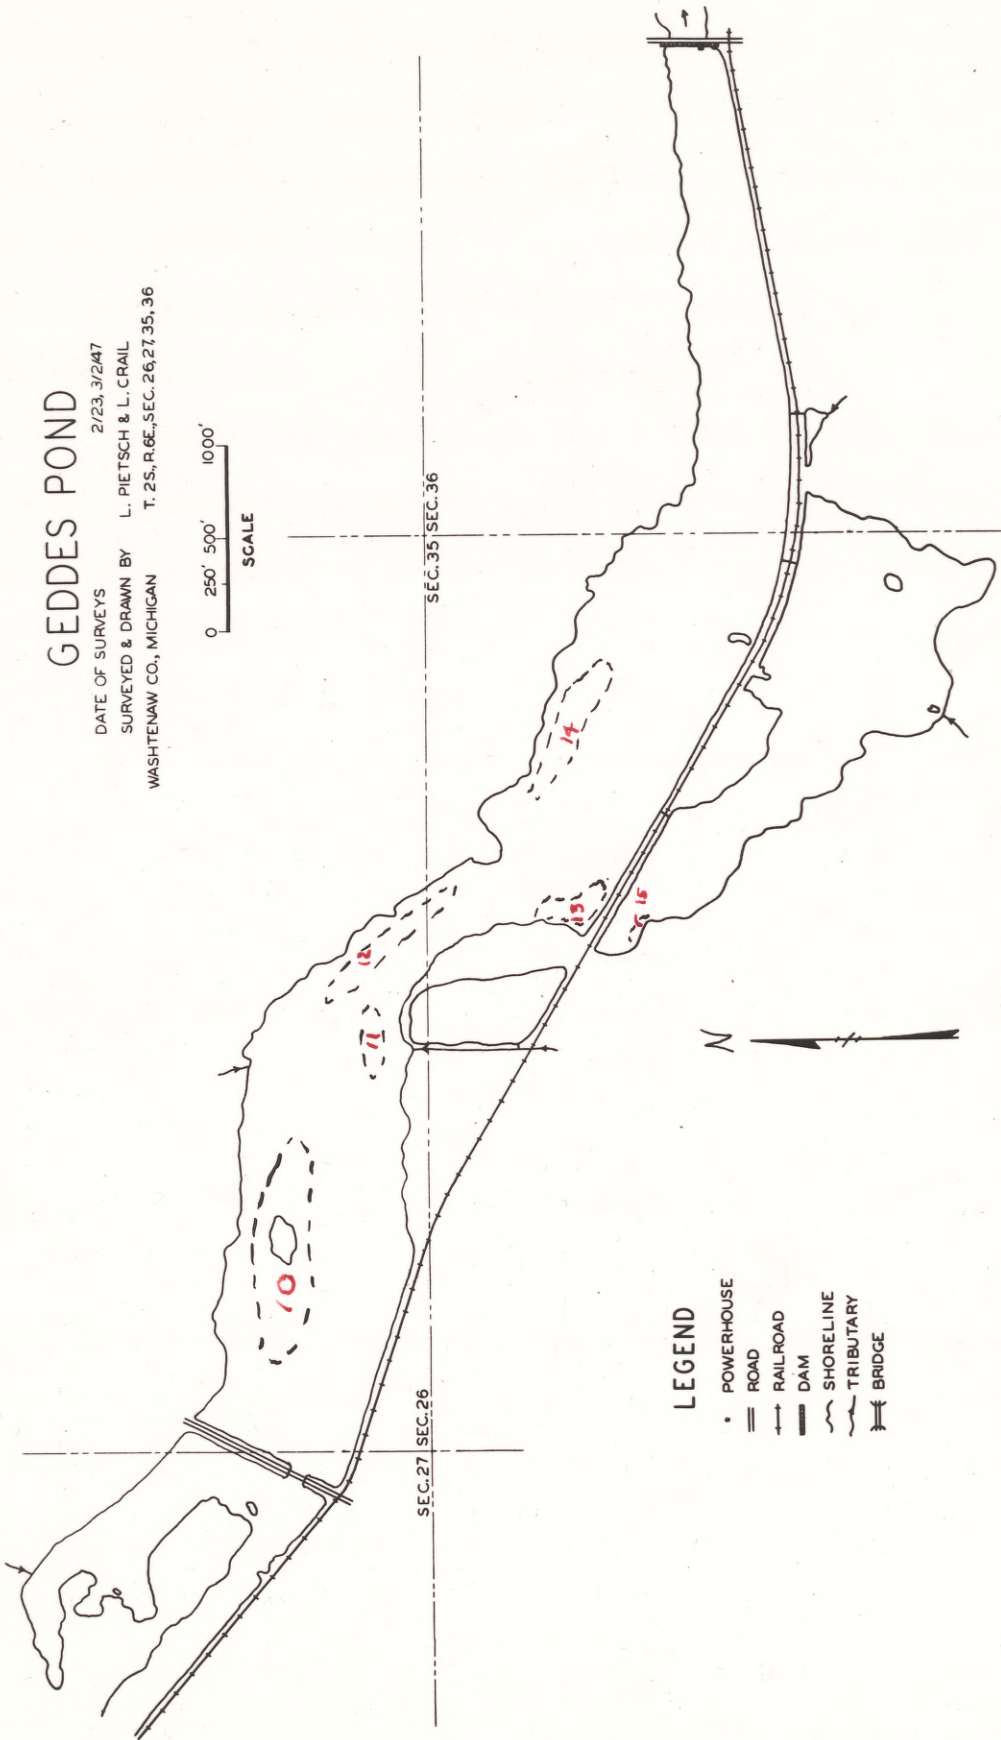 GEDDES POND
DATE OF SURVEYS 2/23, 3/2/47
SURVEYED & DRAWN BY L. PIETSCH & L. CRAIL
WASHTENAW CO., MICHIGAN T. 2S., R.6E., SEC. 26,27,35,36
0 250' 500' 1000'
SCALE
SEC. 35 SEC. 36
SEC. 27 SEC. 26
10
11
12
13
14
15
N
LEGEND
POWERHOUSE
ROAD
RAILROAD
DAM
SHORELINE
TRIBUTARY
BRIDGE